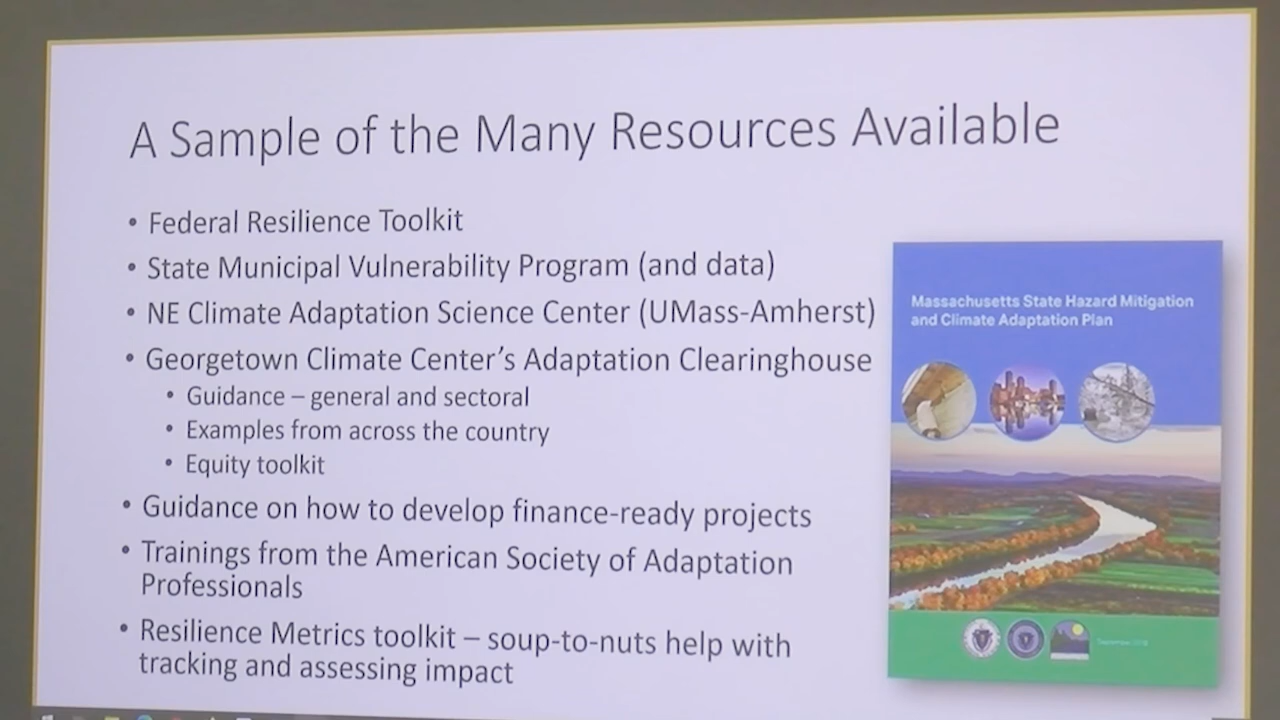 A Sample of the Many Resources Available
• Federal Resilience Toolkit
• State Municipal Vulnerability Program (and data)
• NE Climate Adaptation Science Center (UMass-Amherst)
• Georgetown Climate Center's Adaptation Clearinghouse
• Guidance – general and sectoral
• Examples from across the country
• Equity toolkit
• Guidance on how to develop finance-ready projects
• Trainings from the American Society of Adaptation
Professionals
• Resilience Metrics toolkit – soup-to-nuts help with
tracking and assessing impact
Massachusetts State Hazard Mitigation
and Climate Adaptation Plan